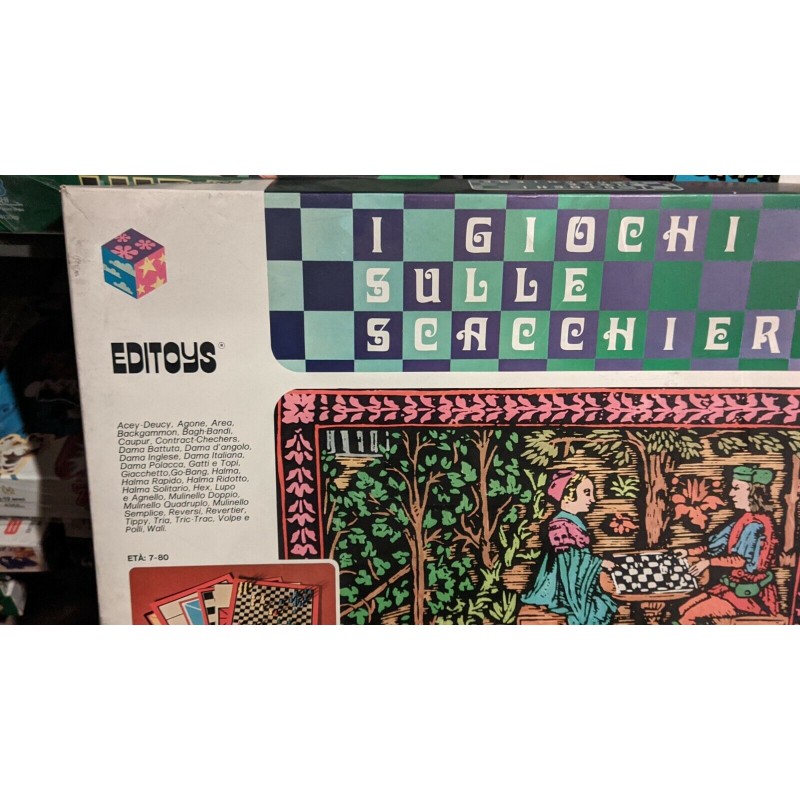 I GIOCHI
SULLE
SCACCHIER
EDITOYS®
Acey-Deucy, Agone, Area,
Backgammon, Bagh-Bandi,
Caupur, Contract-Chechers,
Dama Battuta, Dama d'angolo,
Dama Inglese, Dama Italiana,
Dama Polacca, Gatti e Topi,
Giacchetto, Go-Bang, Halma,
Halma Rapido, Halma Ridotto,
Halma Solitario, Hex, Lupo
e Agnello, Mulinello Doppio,
Mulinello Quadruplo, Mulinello
Semplice, Reversi, Revertier,
Tippy, Tria, Tric-Trac, Volpe e
Polli, Wali.
ETÀ: 7-80